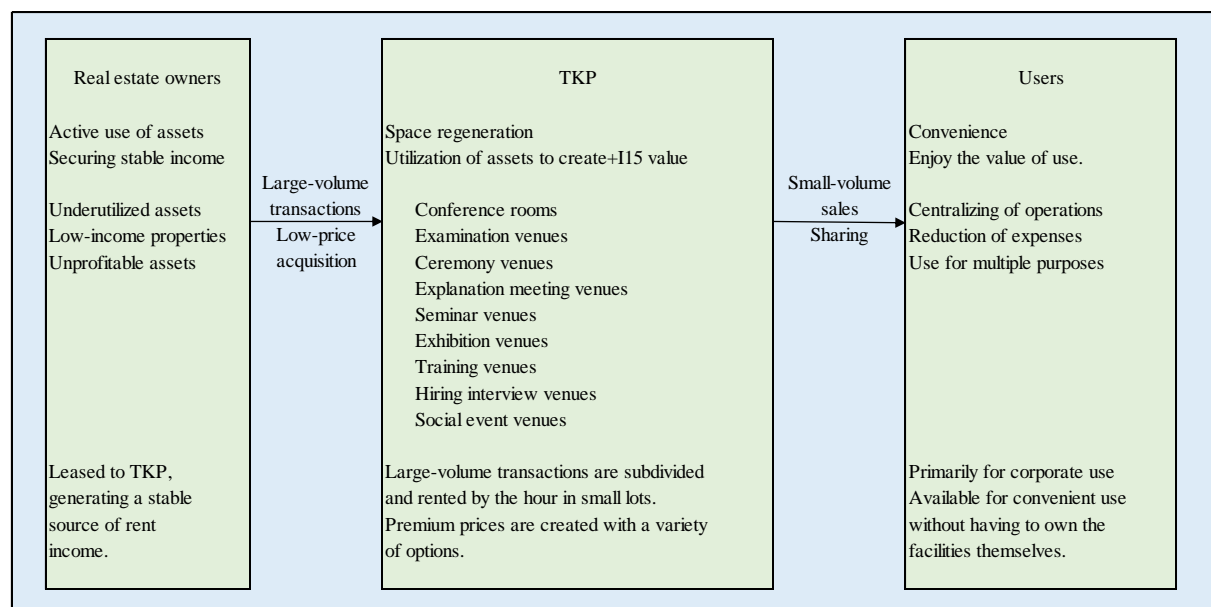 Real estate owners
Active use of assets
Securing stable income
Underutilized assets
Low-income properties
Unprofitable assets
Leased to TKP,
generating a stable
source of rent
income.
Large-volume
transactions
Low-price
acquisition
TKP
Space regeneration
Utilization of assets to create+I15 value
Conference rooms
Examination venues
Ceremony venues
Explanation meeting venues
Seminar venues
Exhibition venues
Training venues
Hiring interview venues
Social event venues
Large-volume transactions are subdivided
and rented by the hour in small lots.
Premium prices are created with a variety
of options.
Small-volume
sales
Sharing
Users
Convenience
Enjoy the value of use.
Centralizing of operations
Reduction of expenses
Use for multiple purposes
Primarily for corporate use
Available for convenient use
without having to own the
facilities themselves.